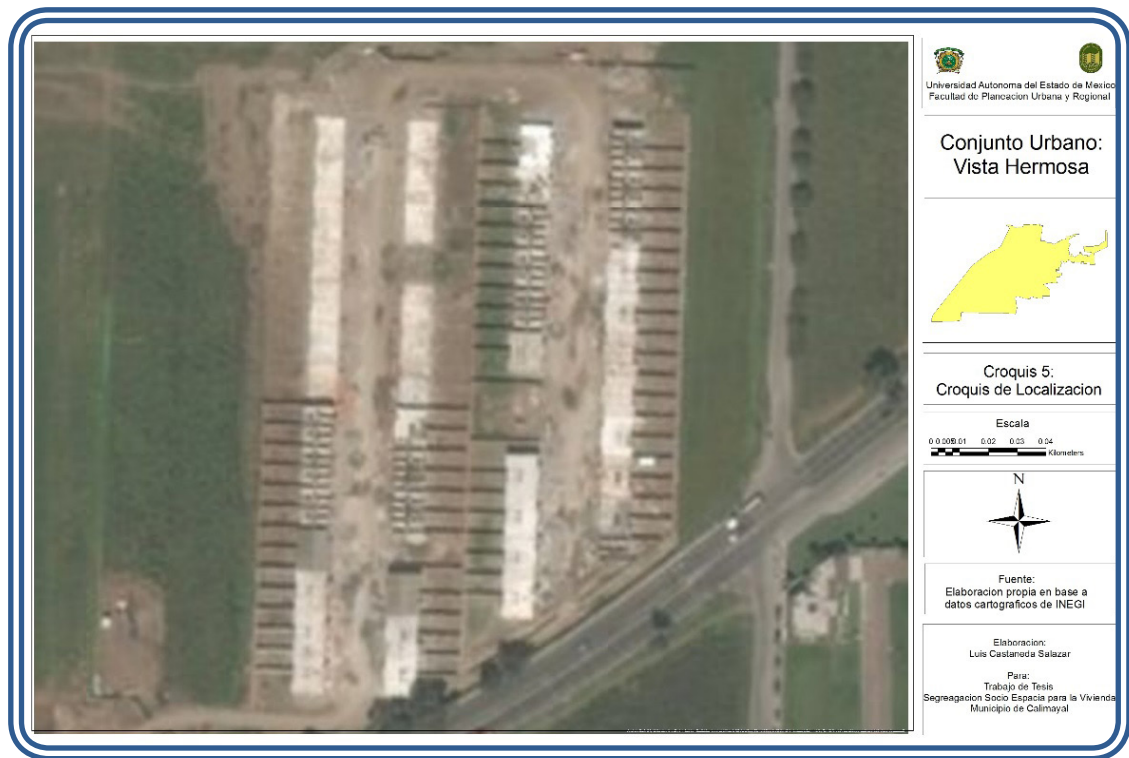 Universidad Autonoma del Estado de Mexico
Facultad de Planeacion Urbana y Regional
Conjunto Urbano:
Vista Hermosa
Croquis 5:
Croquis de Localizacion
Escala
0 0.005 0.01 0.02 0.03 0.04
Kilometers
N
Fuente:
Elaboracion propia en base a
datos cartograficos de INEGI
Elaboracion:
Luis Castaneda Salazar
Para:
Trabajo de Tesis
Segreagacion Socio Espacia para la Vivienda
Municipio de Calimayal